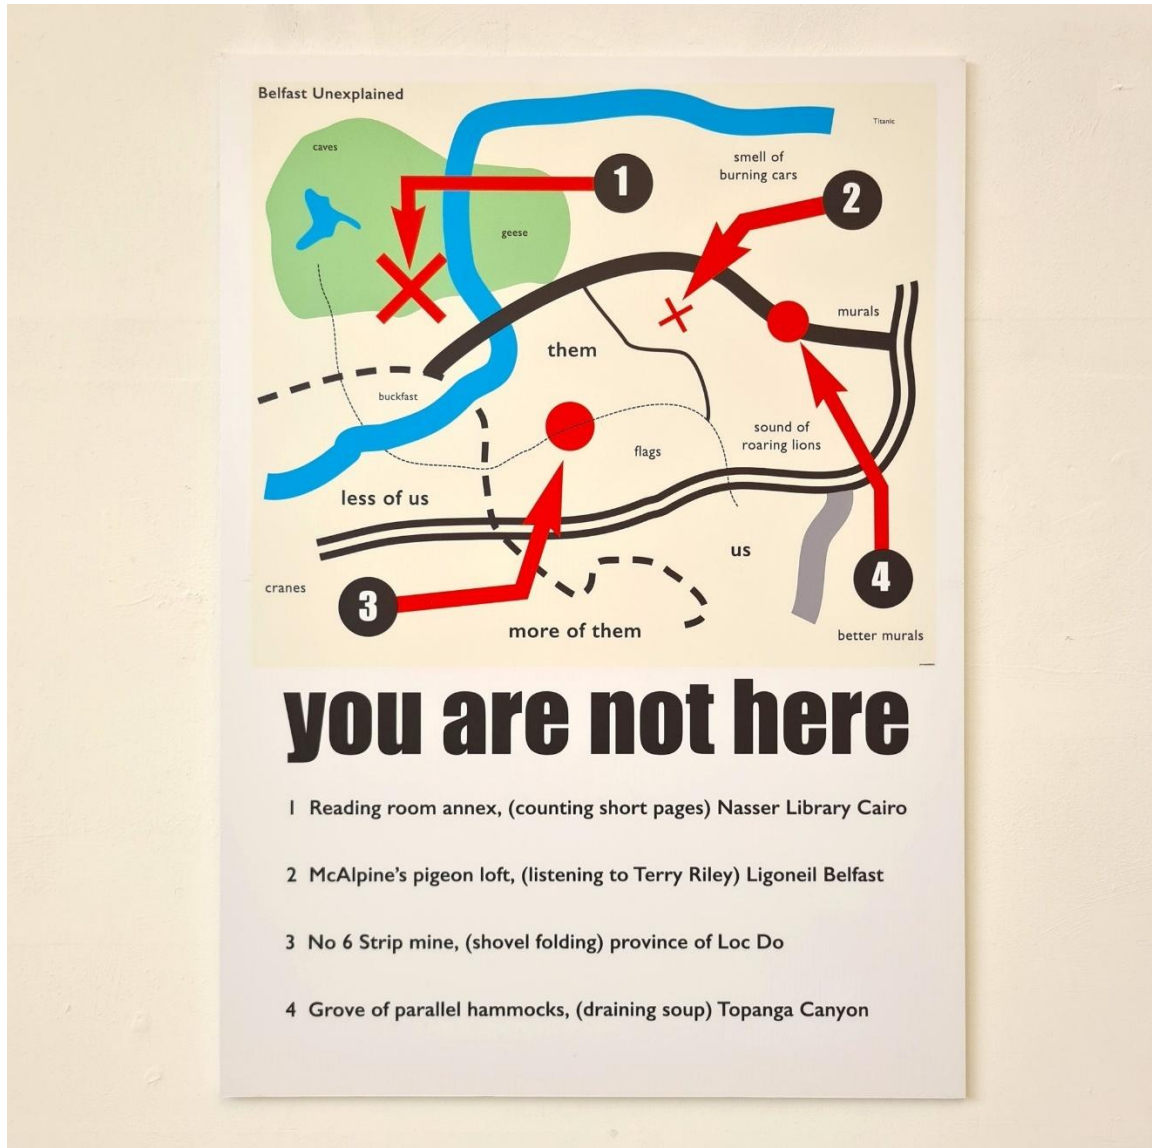 Belfast Unexplained
Titanic
caves
smell of
burning cars
1
2
geese
murals
them
buckfast
sound of
roaring lions
flags
less of us
us
cranes
3
4
more of them
better murals
you are not here
1 Reading room annex, (counting short pages) Nasser Library Cairo
2 McAlpine's pigeon loft, (listening to Terry Riley) Ligoneil Belfast
3 No 6 Strip mine, (shovel folding) province of Loc Do
4 Grove of parallel hammocks, (draining soup) Topanga Canyon